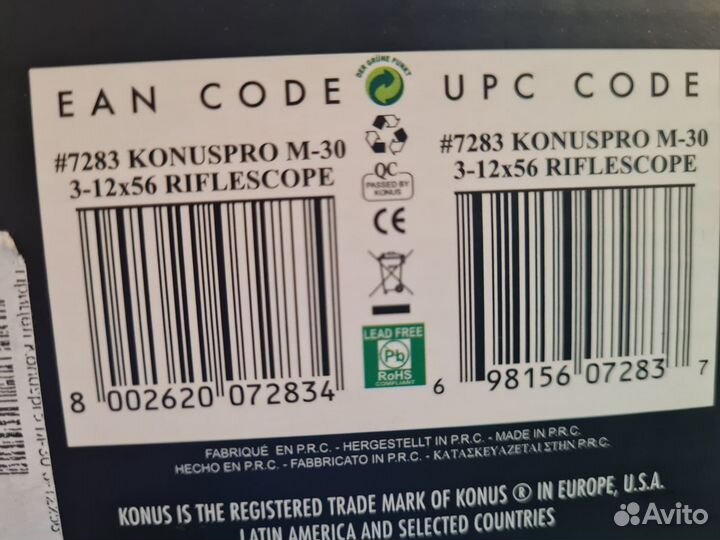 EAN CODE
DER GRÜNE PUNKT
UPC CODE
#7283 KONUSPRO M-30
3-12x56 RIFLESCOPE
#7283 KONUSPRO M-30
3-12x56 RIFLESCOPE
QC
PASSED BY
KONUS
CE
LEAD FREE
Pb
RoHS
COMPLIANT
8 002620 072834
6 98156 07283 7
FABRIQUÉ EN P.R.C. - HERGESTELLT IN P.R.C. - MADE IN P.R.C.
HECHO EN P.R.C. - FABBRICATO IN P.R.C. - ΚΑΤΑΣΚΕΥΑΖΕΤΑΙ ΣΤΗΝ P.R.C.
KONUS IS THE REGISTERED TRADE MARK OF KONUS ® IN EUROPE, U.S.A.
LATIN AMERICA AND SELECTED COUNTRIES
Avito